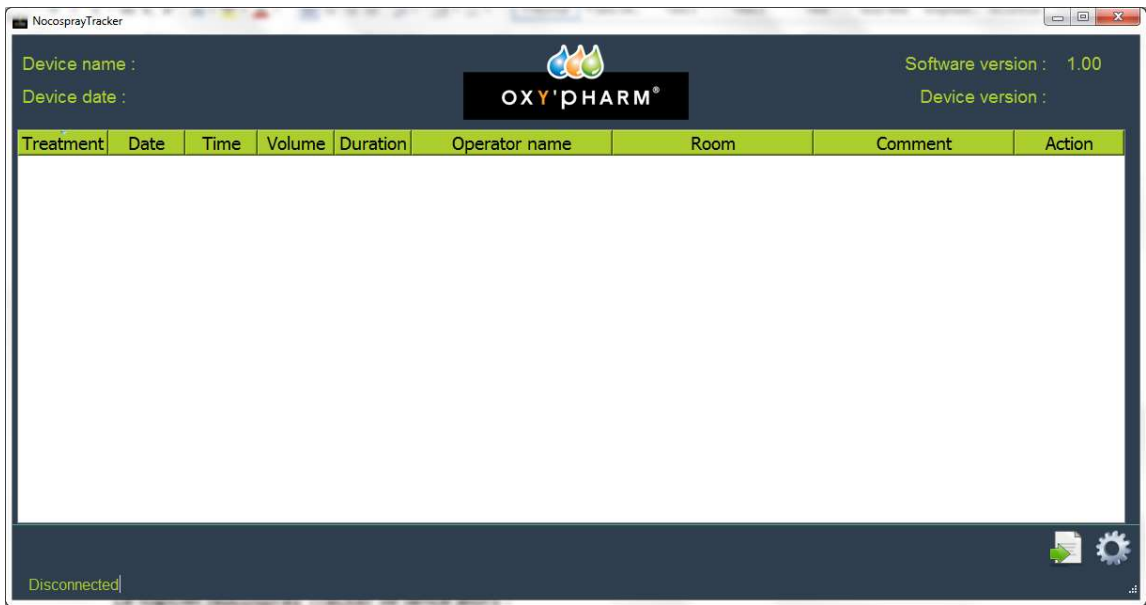 NocosprayTracker
Device name :
Device date :
OXY'PHARM®
Software version : 1.00
Device version :
Treatment Date Time Volume Duration Operator name Room Comment Action
Disconnected